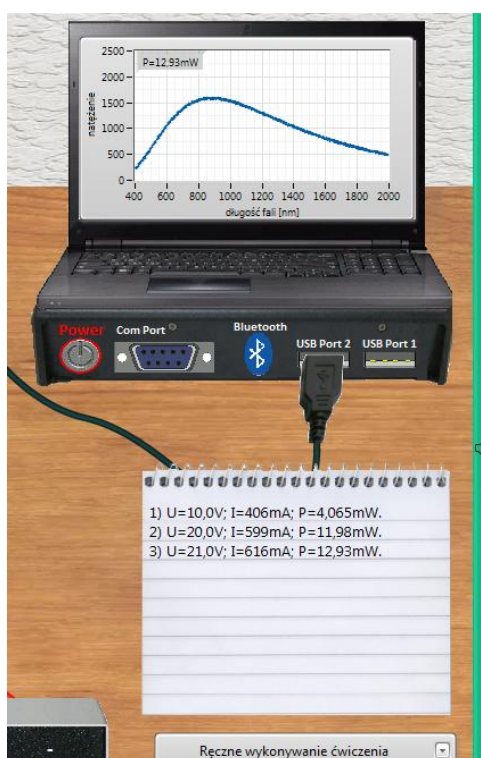 2500
P=12,93mW
2000
1500
1000
500
0
natężenie
400 600 800 1000 1200 1400 1600 1800 2000
długość fali [nm]
Power
Com Port
Bluetooth
USB Port 2
USB Port 1
1) U=10,0V; I=406mA; P=4,065mW.
2) U=20,0V; I=599mA; P=11,98mW.
3) U=21,0V; I=616mA; P=12,93mW.
-
Ręczne wykonywanie ćwiczenia